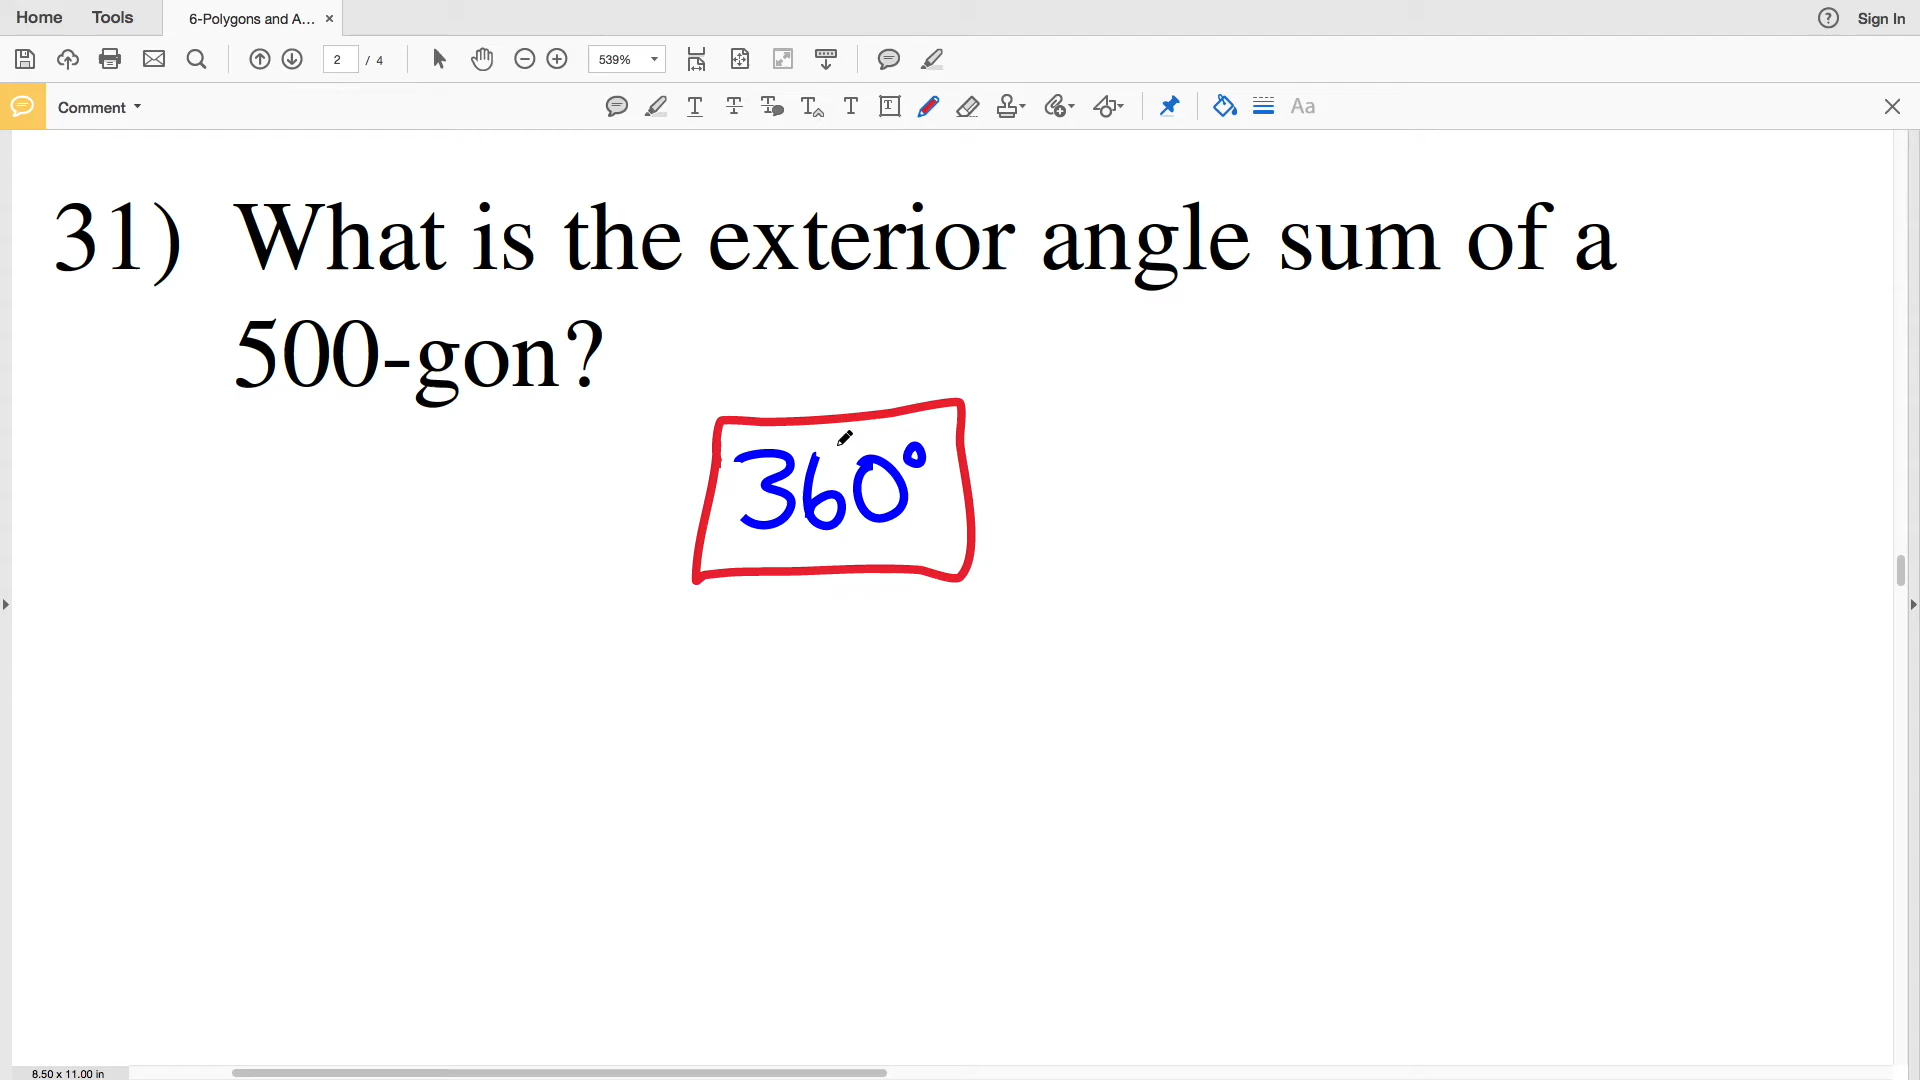 Home Tools 6-Polygons and A... × ? Sign In
2 / 4 539%
Comment T T T T T T Aa
31) What is the exterior angle sum of a
500-gon?
360°
8.50 x 11.00 in